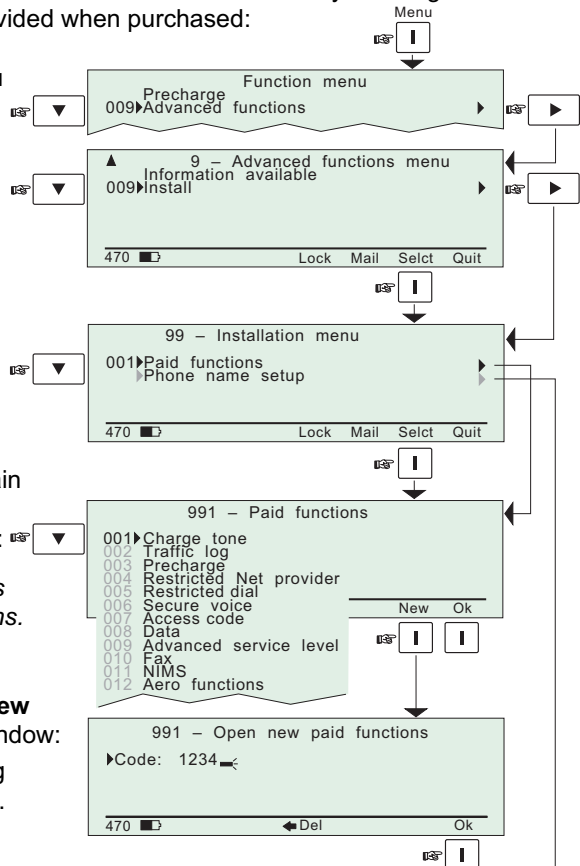 vided when purchased:
Menu
Function menu
Precharge
009 Advanced functions
9 – Advanced functions menu
Information available
009 Install
470 Lock Mail Selct Quit
99 – Installation menu
001 Paid functions
Phone name setup
470 Lock Mail Selct Quit
ain
991 – Paid functions
001 Charge tone
002 Traffic log
003 Precharge
004 Restricted Net provider
005 Restricted dial
006 Secure voice
007 Access code
008 Data
009 Advanced service level
010 Fax
011 NIMS
012 Aero functions
New Ok
s
ns.
ew
ndow:
991 – Open new paid functions
Code: 1234
g
.
470 Del Ok